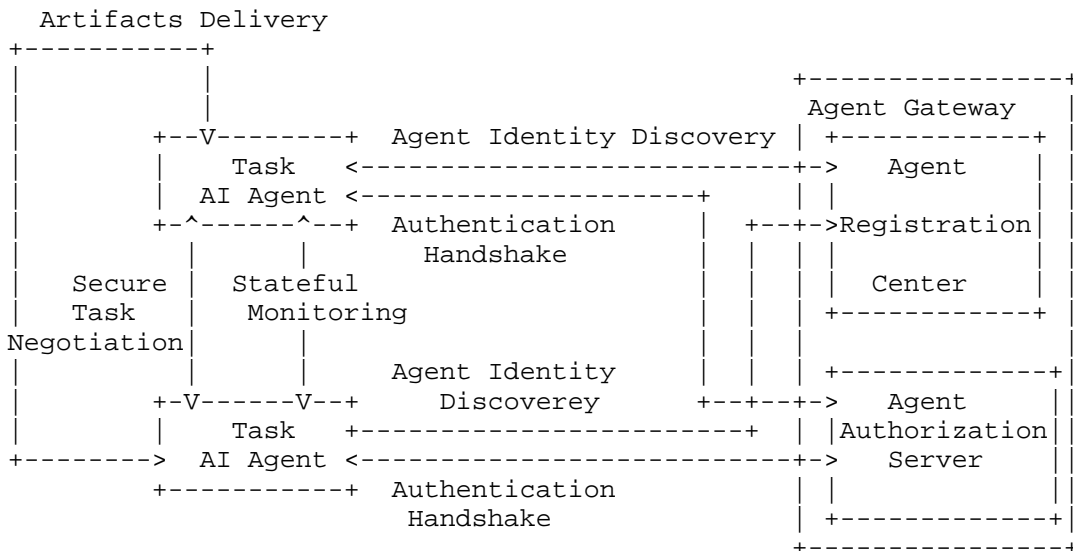 Artifacts Delivery
Agent Gateway
Agent Identity Discovery
Task Agent
AI Agent
Authentication Registration
Handshake
Secure Stateful Center
Task Monitoring
Negotiation
Agent Identity
Discoverey Agent
Task Authorization
AI Agent Server
Authentication
Handshake